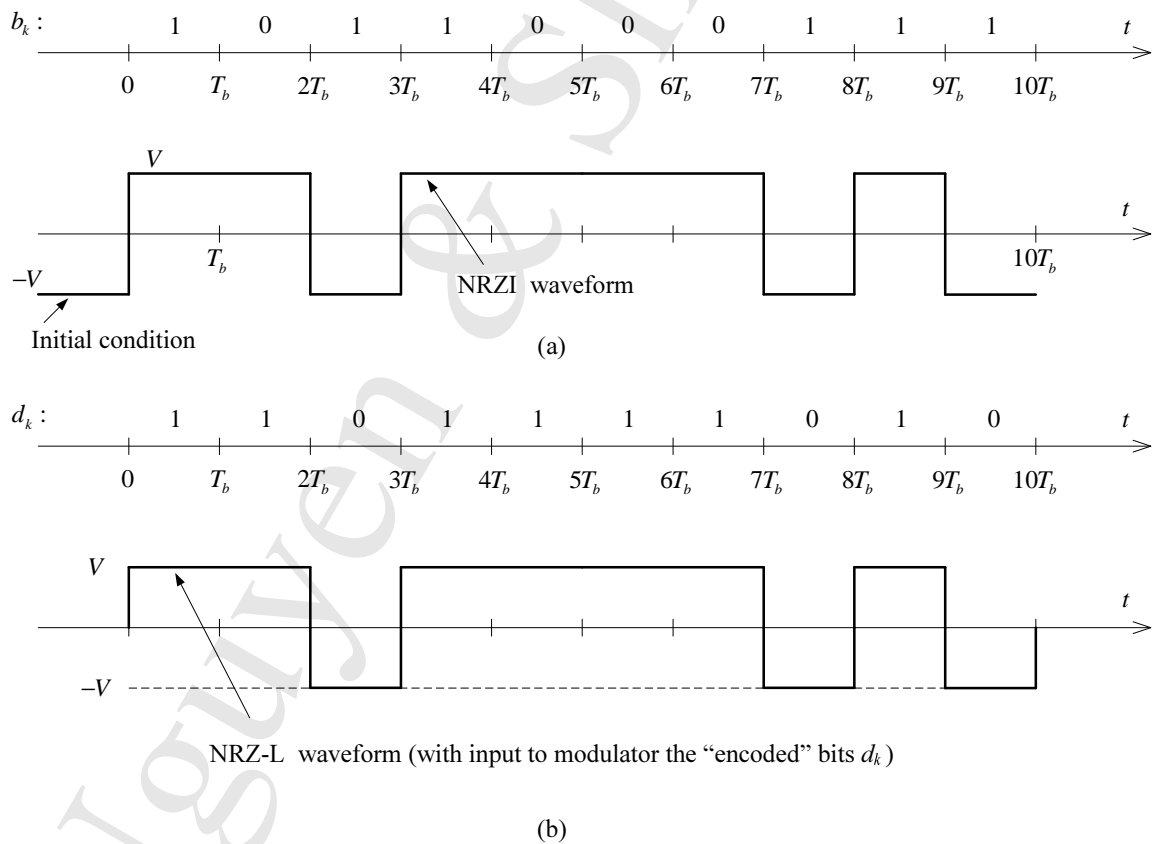 b_k : 1 0 1 1 0 0 0 1 1 1 t
0 T_b 2T_b 3T_b 4T_b 5T_b 6T_b 7T_b 8T_b 9T_b 10T_b
V
t
T_b 10T_b
−V
NRZI waveform
Initial condition
(a)
d_k : 1 1 0 1 1 1 1 0 1 0 t
0 T_b 2T_b 3T_b 4T_b 5T_b 6T_b 7T_b 8T_b 9T_b 10T_b
V
t
−V
NRZ-L waveform (with input to modulator the “encoded” bits d_k)
(b)
Nguyen & Sh